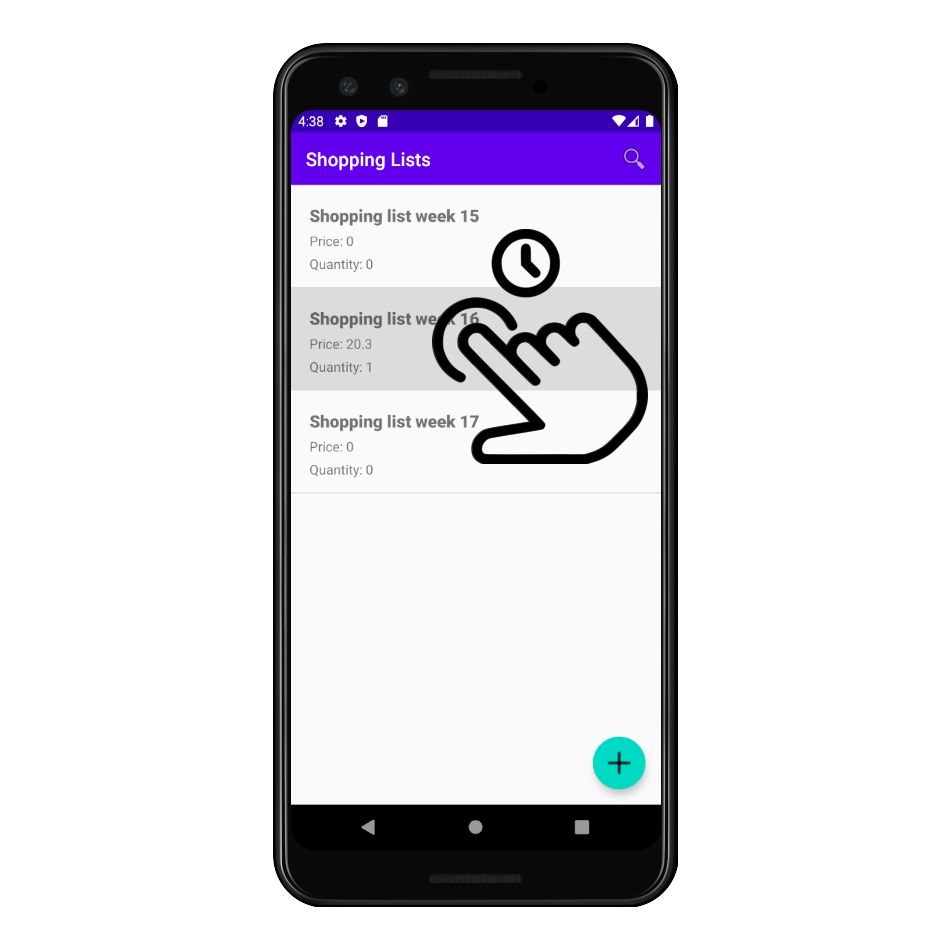 4:38
Shopping Lists
Shopping list week 15
Price: 0
Quantity: 0
Shopping list week 16
Price: 20.3
Quantity: 1
Shopping list week 17
Price: 0
Quantity: 0